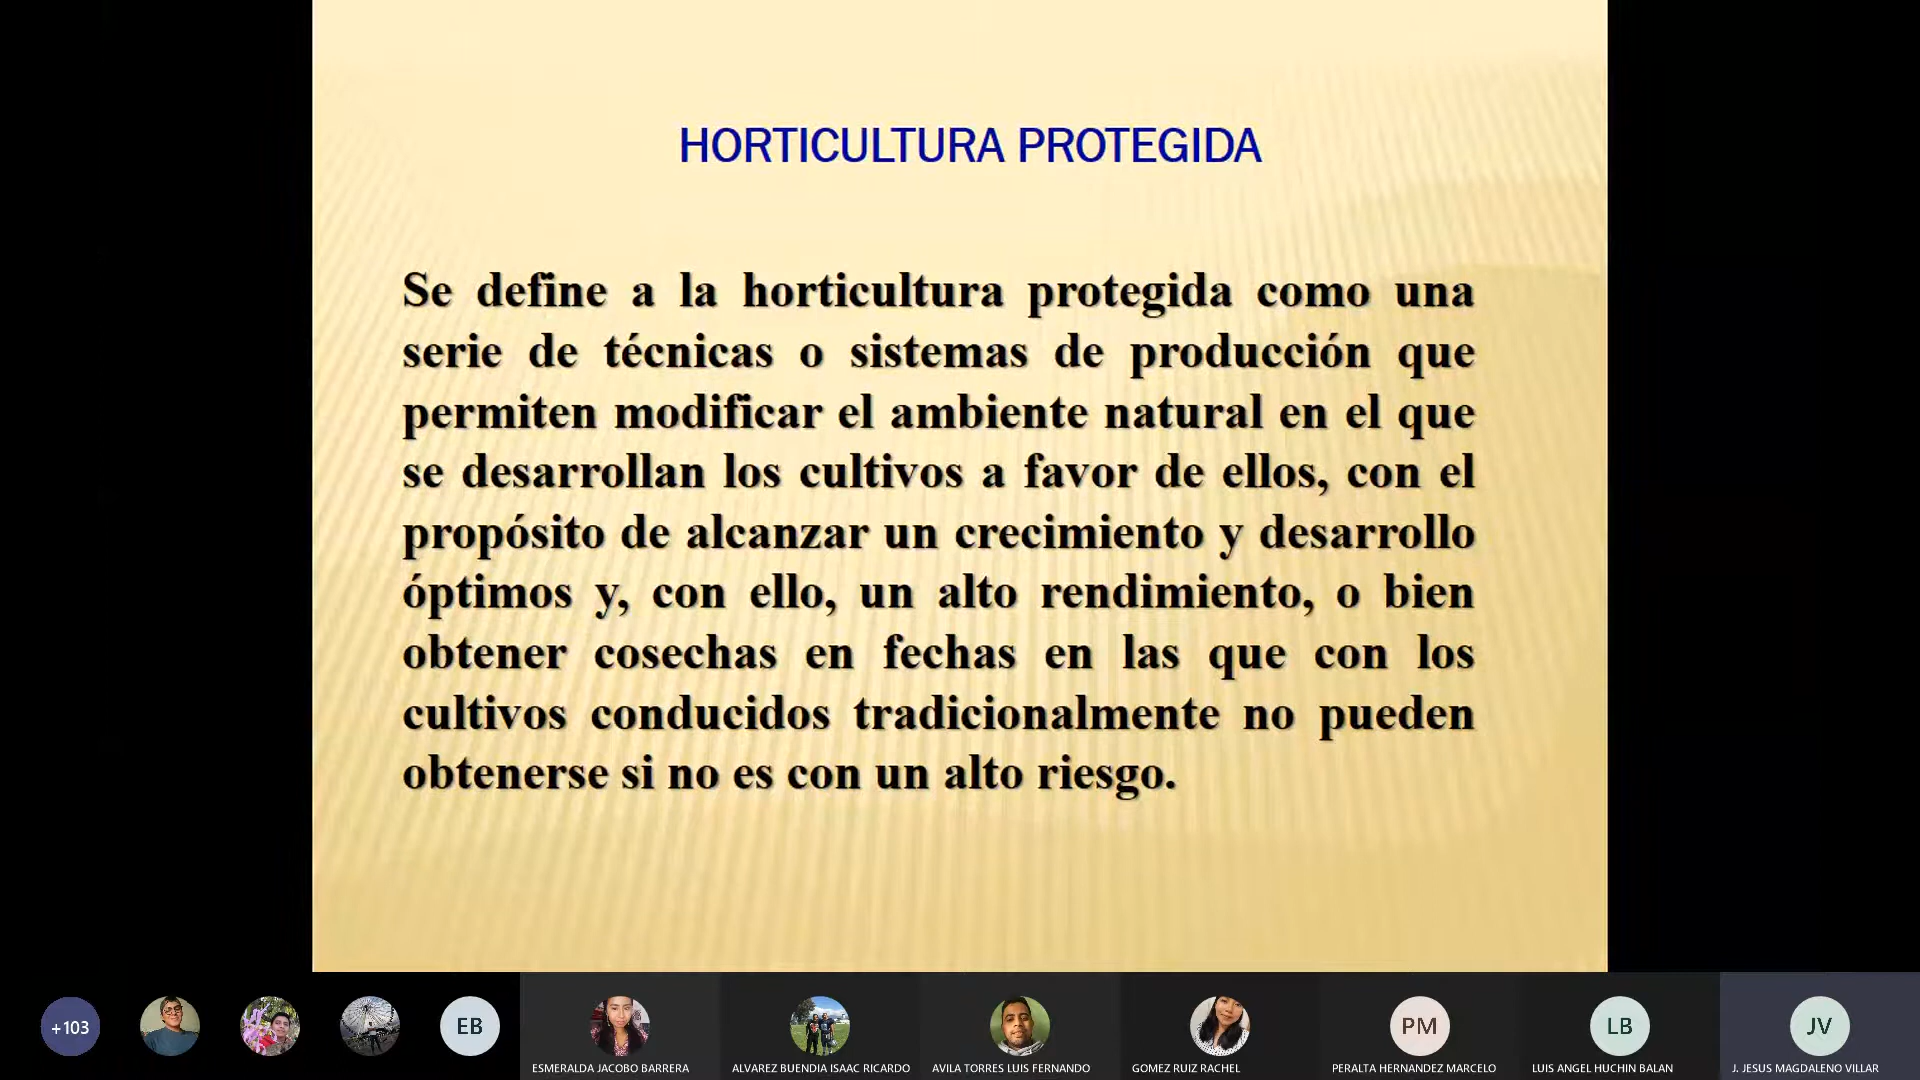 HORTICULTURA PROTEGIDA
Se define a la horticultura protegida como una
serie de técnicas o sistemas de producción que
permiten modificar el ambiente natural en el que
se desarrollan los cultivos a favor de ellos, con el
propósito de alcanzar un crecimiento y desarrollo
óptimos y, con ello, un alto rendimiento, o bien
obtener cosechas en fechas en las que con los
cultivos conducidos tradicionalmente no pueden
obtenerse si no es con un alto riesgo.
+103
EB
PM
LB
JV
ESMERALDA JACOBO BARRERA
ALVAREZ BUENDIA ISAAC RICARDO
AVILA TORRES LUIS FERNANDO
GOMEZ RUIZ RACHEL
PERALTA HERNANDEZ MARCELO
LUIS ANGEL HUCHIN BALAN
J. JESUS MAGDALENO VILLAR